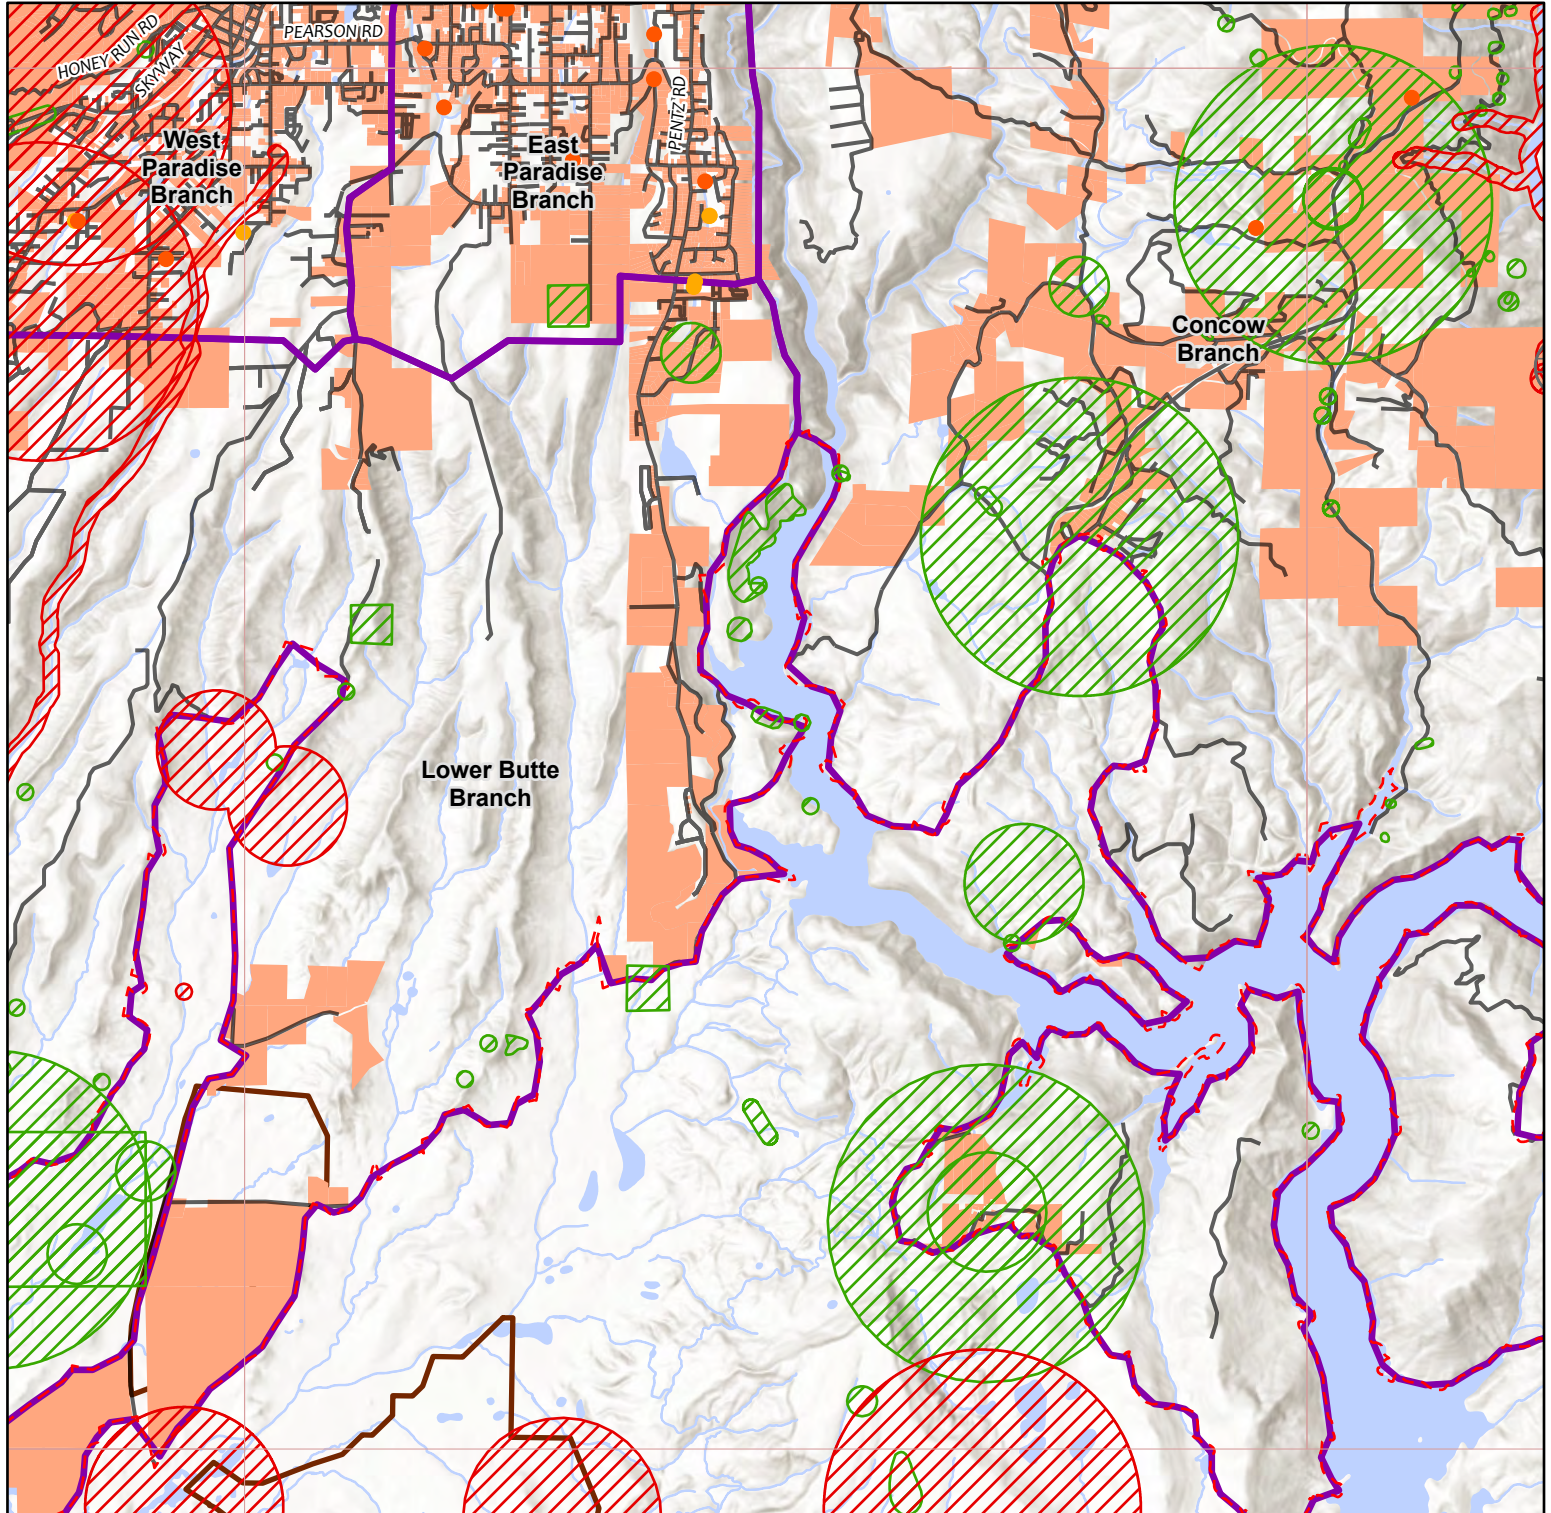 HONEY RUN RD
SKYWAY
PEARSON RD
PENTZ RD
West
Paradise
Branch
East
Paradise
Branch
Concow
Branch
Lower Butte
Branch